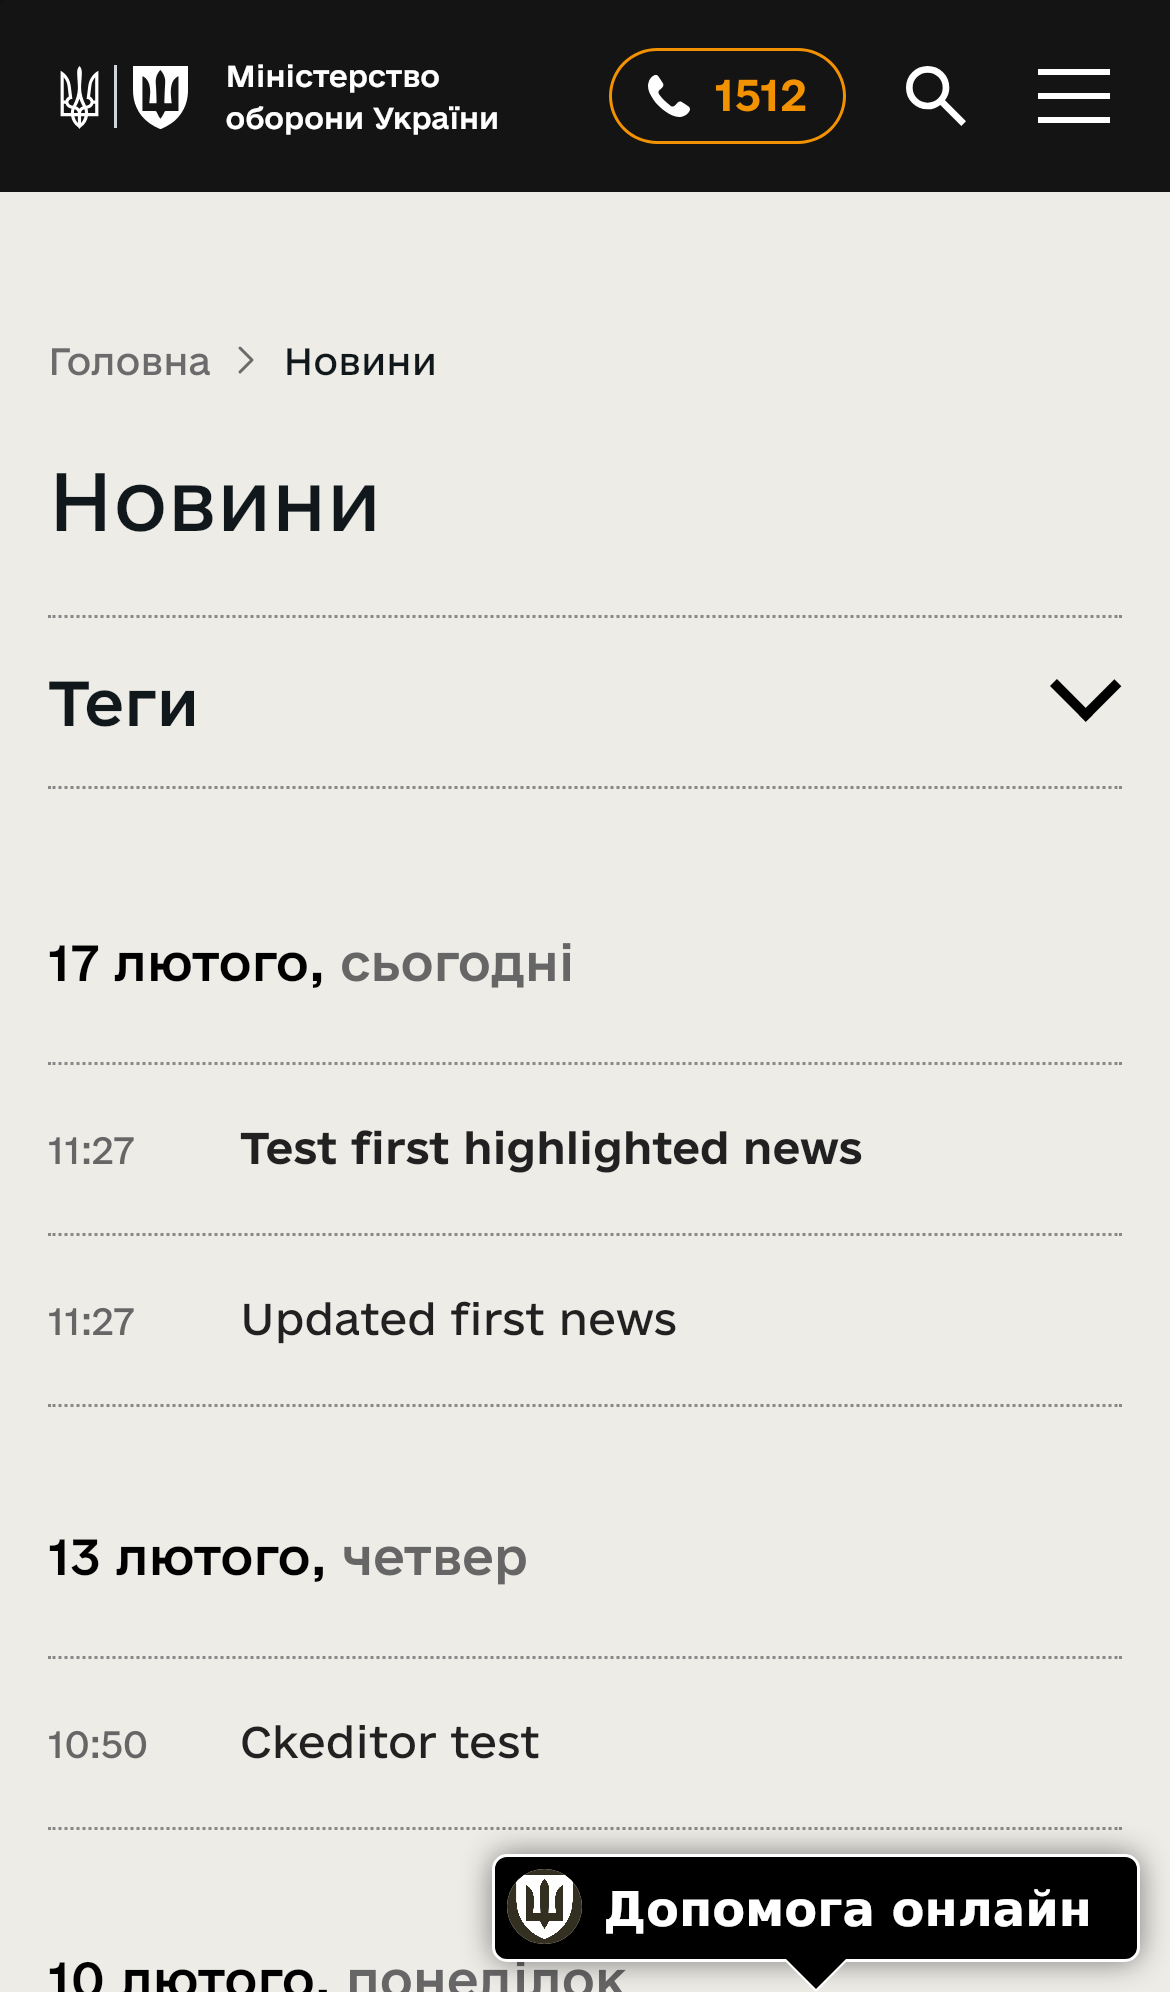 Міністерство
оборони України
1512
Головна > Новини
Новини
Теги
17 лютого, сьогодні
11:27 Test first highlighted news
11:27 Updated first news
13 лютого, четвер
10:50 Ckeditor test
Допомога онлайн
10 лютого, понеділок